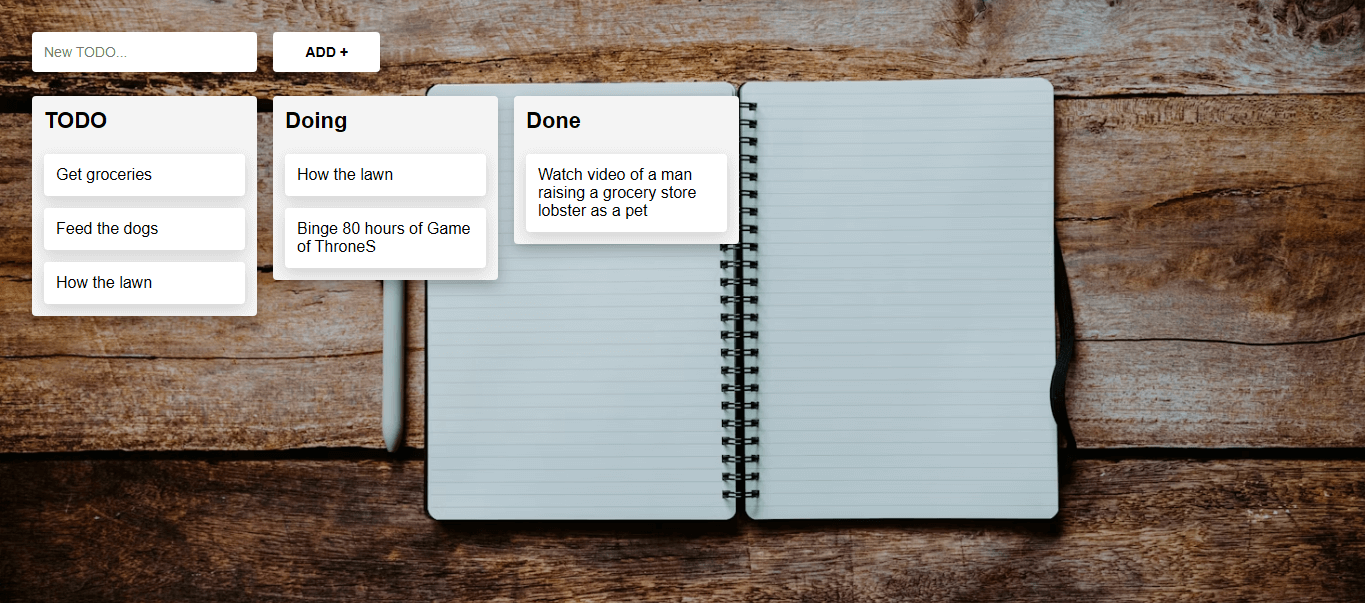 New TODO...
ADD +
TODO
Get groceries
Feed the dogs
How the lawn
Doing
How the lawn
Binge 80 hours of Game
of ThroneS
Done
Watch video of a man
raising a grocery store
lobster as a pet